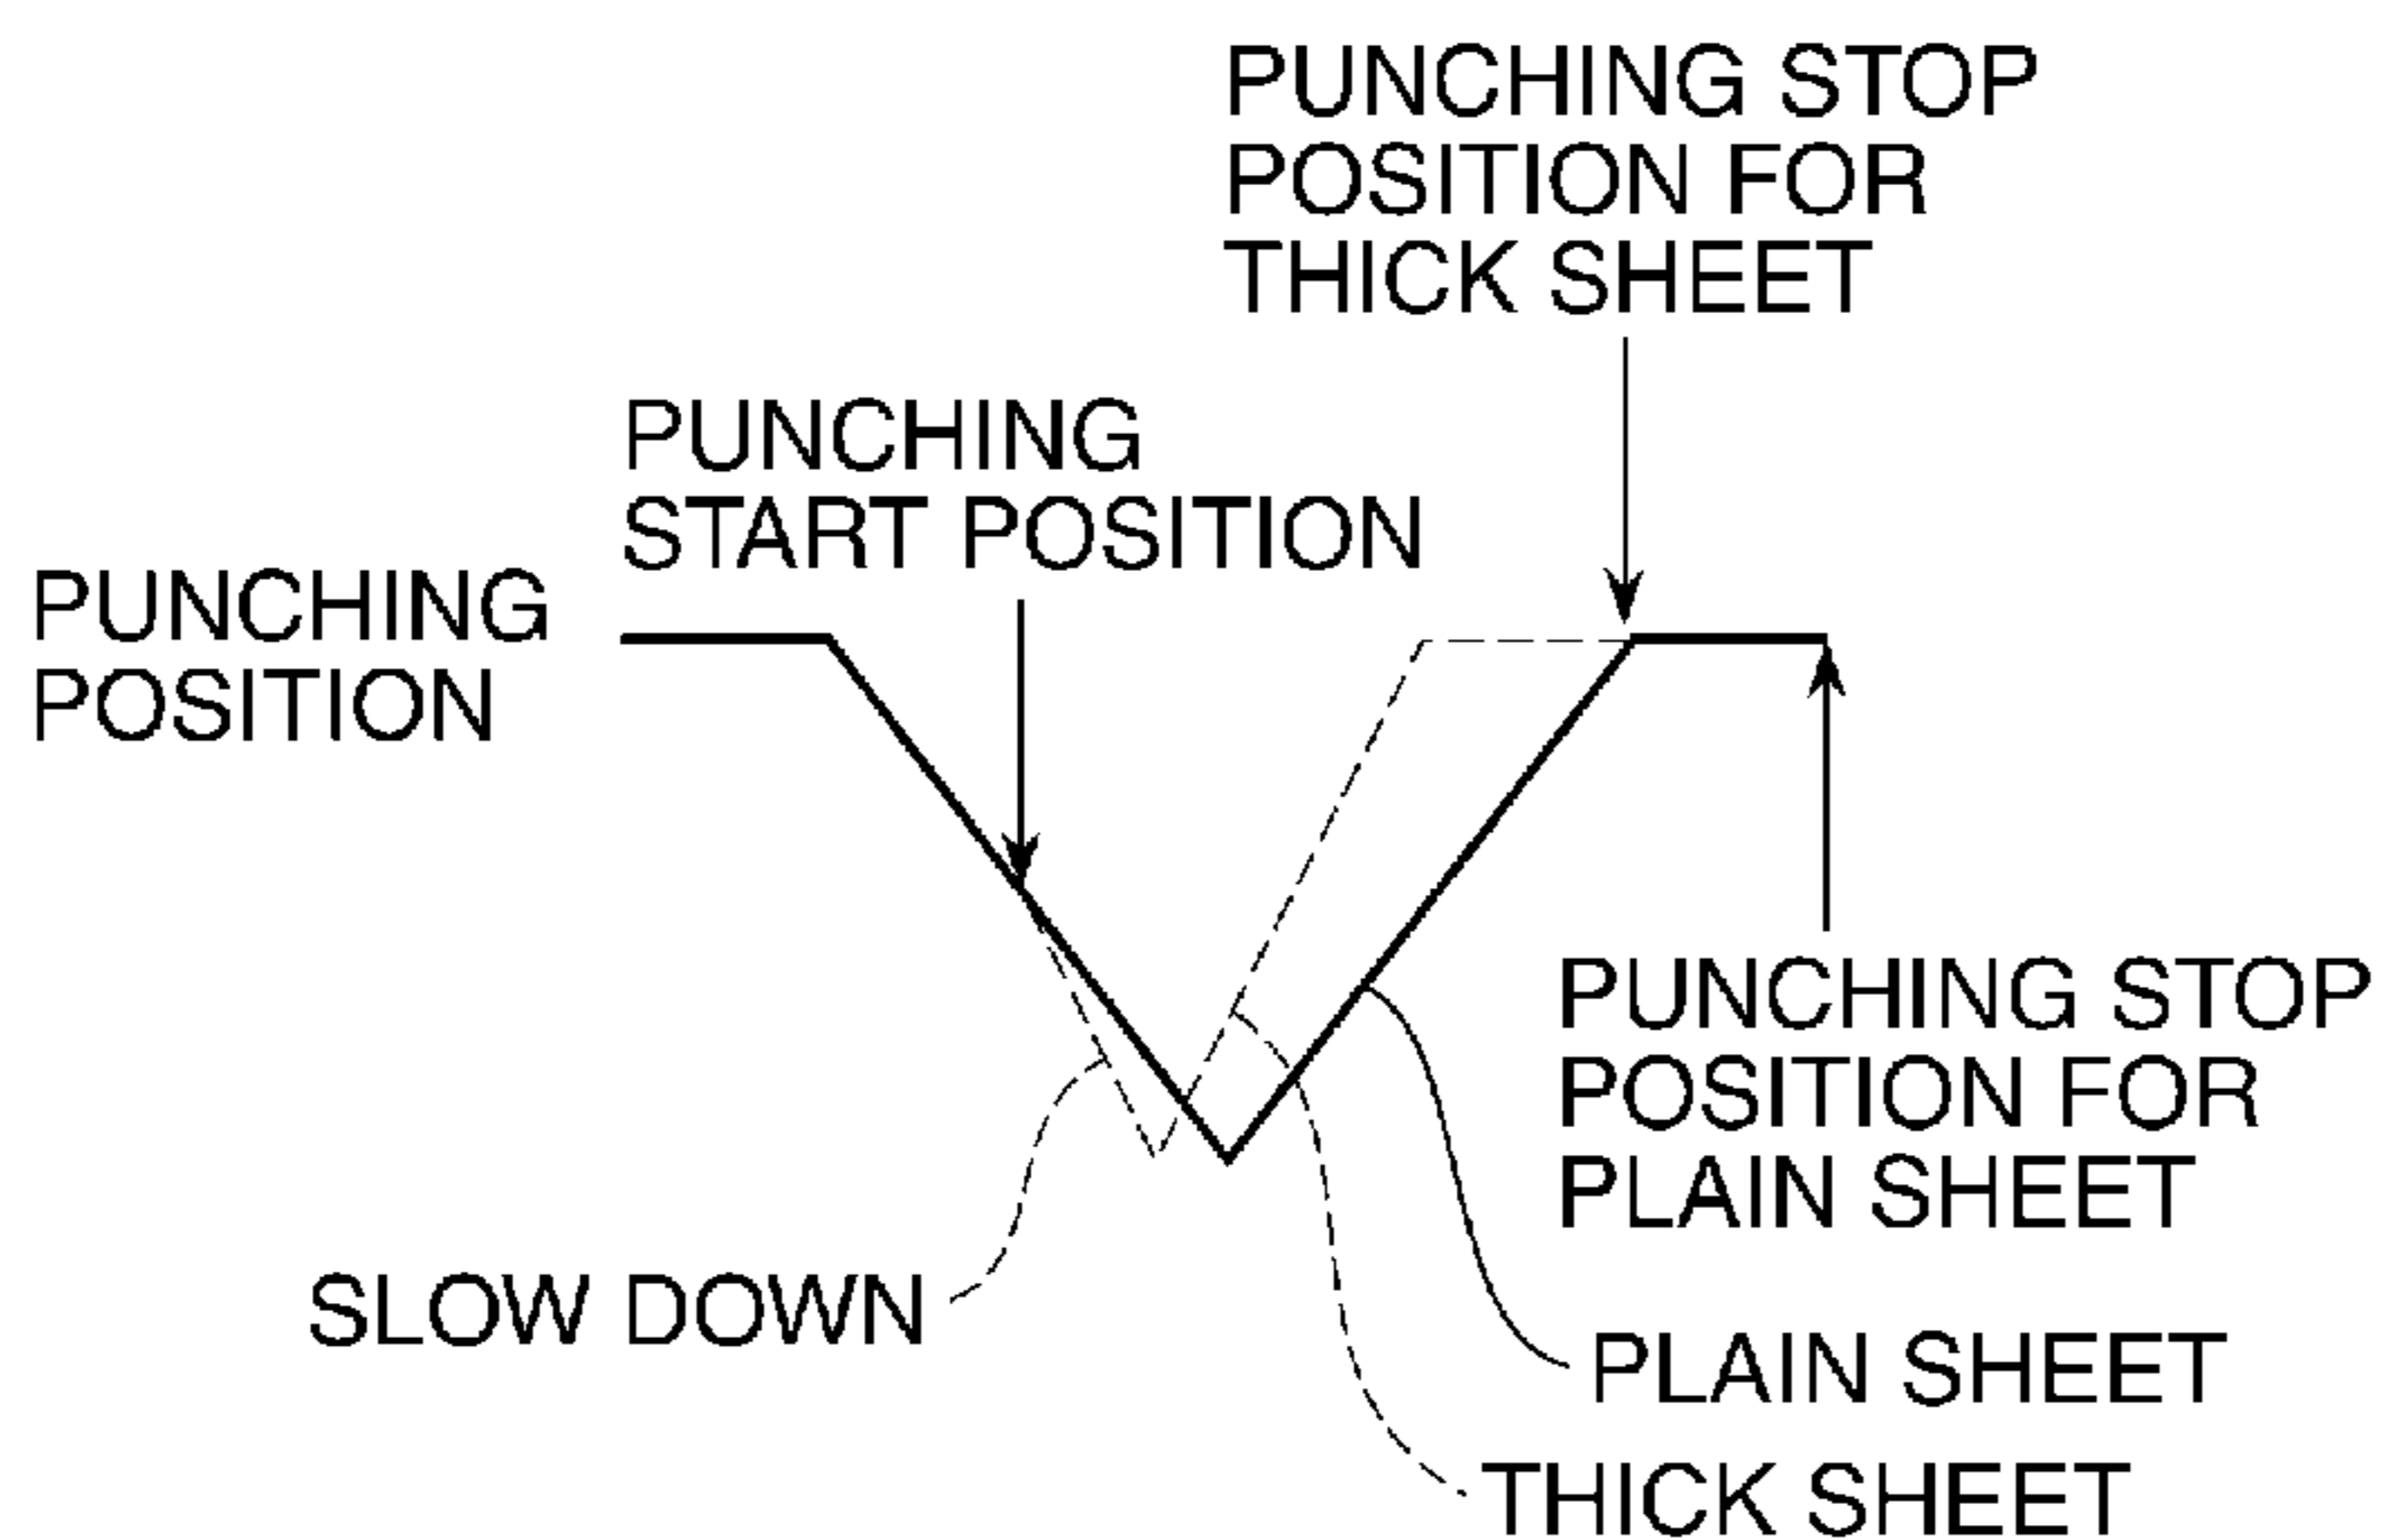 PUNCHING STOP
POSITION FOR
THICK SHEET
PUNCHING
START POSITION
PUNCHING
POSITION
PUNCHING STOP
POSITION FOR
PLAIN SHEET
SLOW DOWN
PLAIN SHEET
THICK SHEET